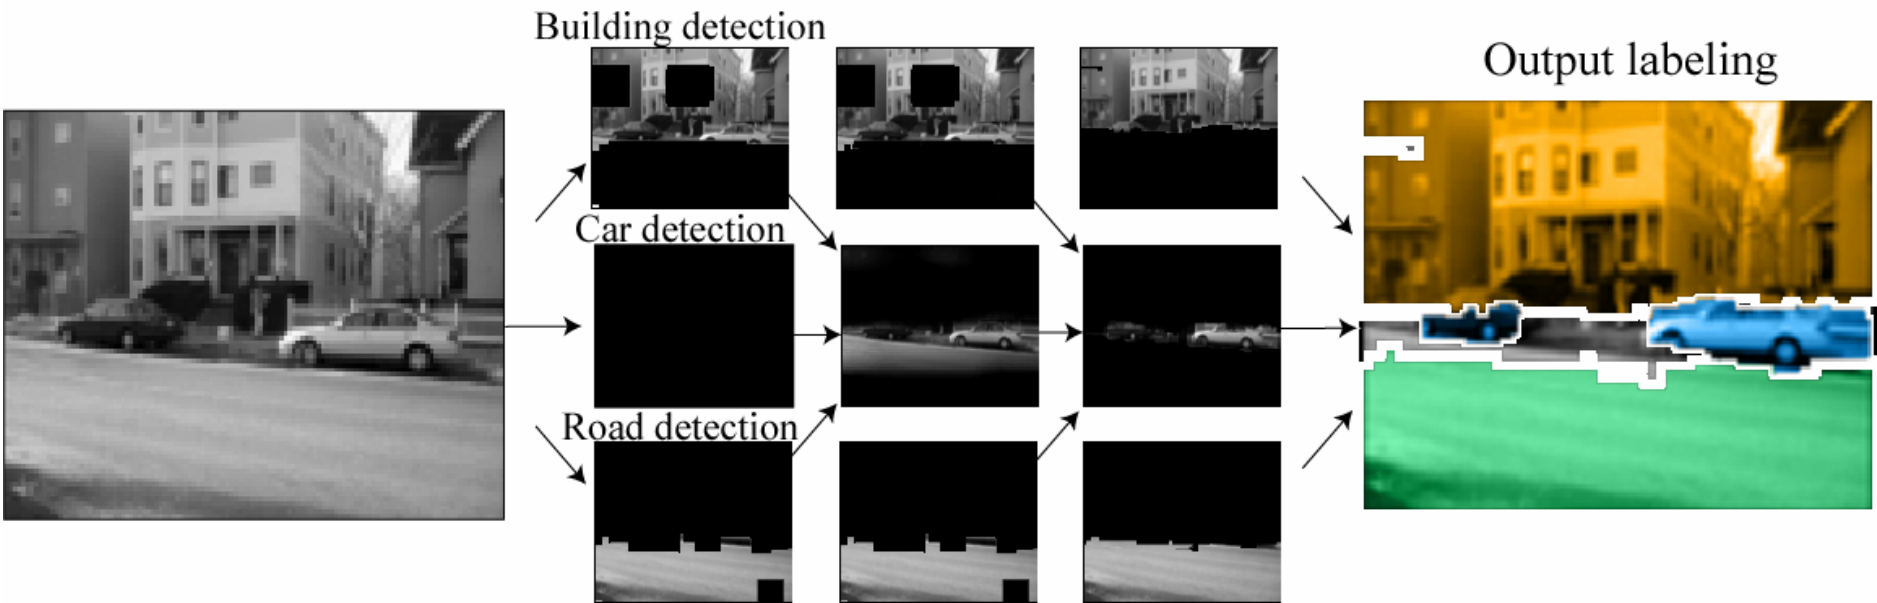 Building detection
Output labeling
Car detection
Road detection